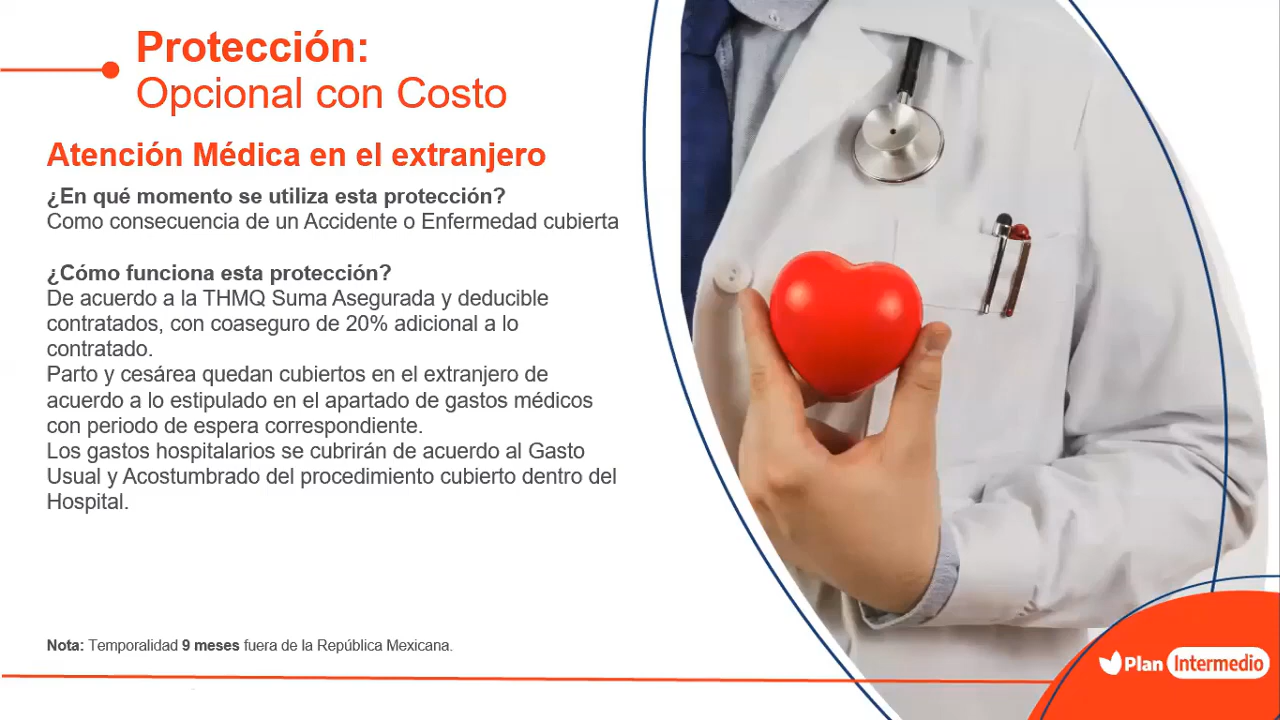 Protección:
Opcional con Costo
Atención Médica en el extranjero
¿En qué momento se utiliza esta protección?
Como consecuencia de un Accidente o Enfermedad cubierta
¿Cómo funciona esta protección?
De acuerdo a la THMQ Suma Asegurada y deducible
contratados, con coaseguro de 20% adicional a lo
contratado.
Parto y cesárea quedan cubiertos en el extranjero de
acuerdo a lo estipulado en el apartado de gastos médicos
con periodo de espera correspondiente.
Los gastos hospitalarios se cubrirán de acuerdo al Gasto
Usual y Acostumbrado del procedimiento cubierto dentro del
Hospital.
Nota: Temporalidad 9 meses fuera de la República Mexicana.
Plan Intermedio